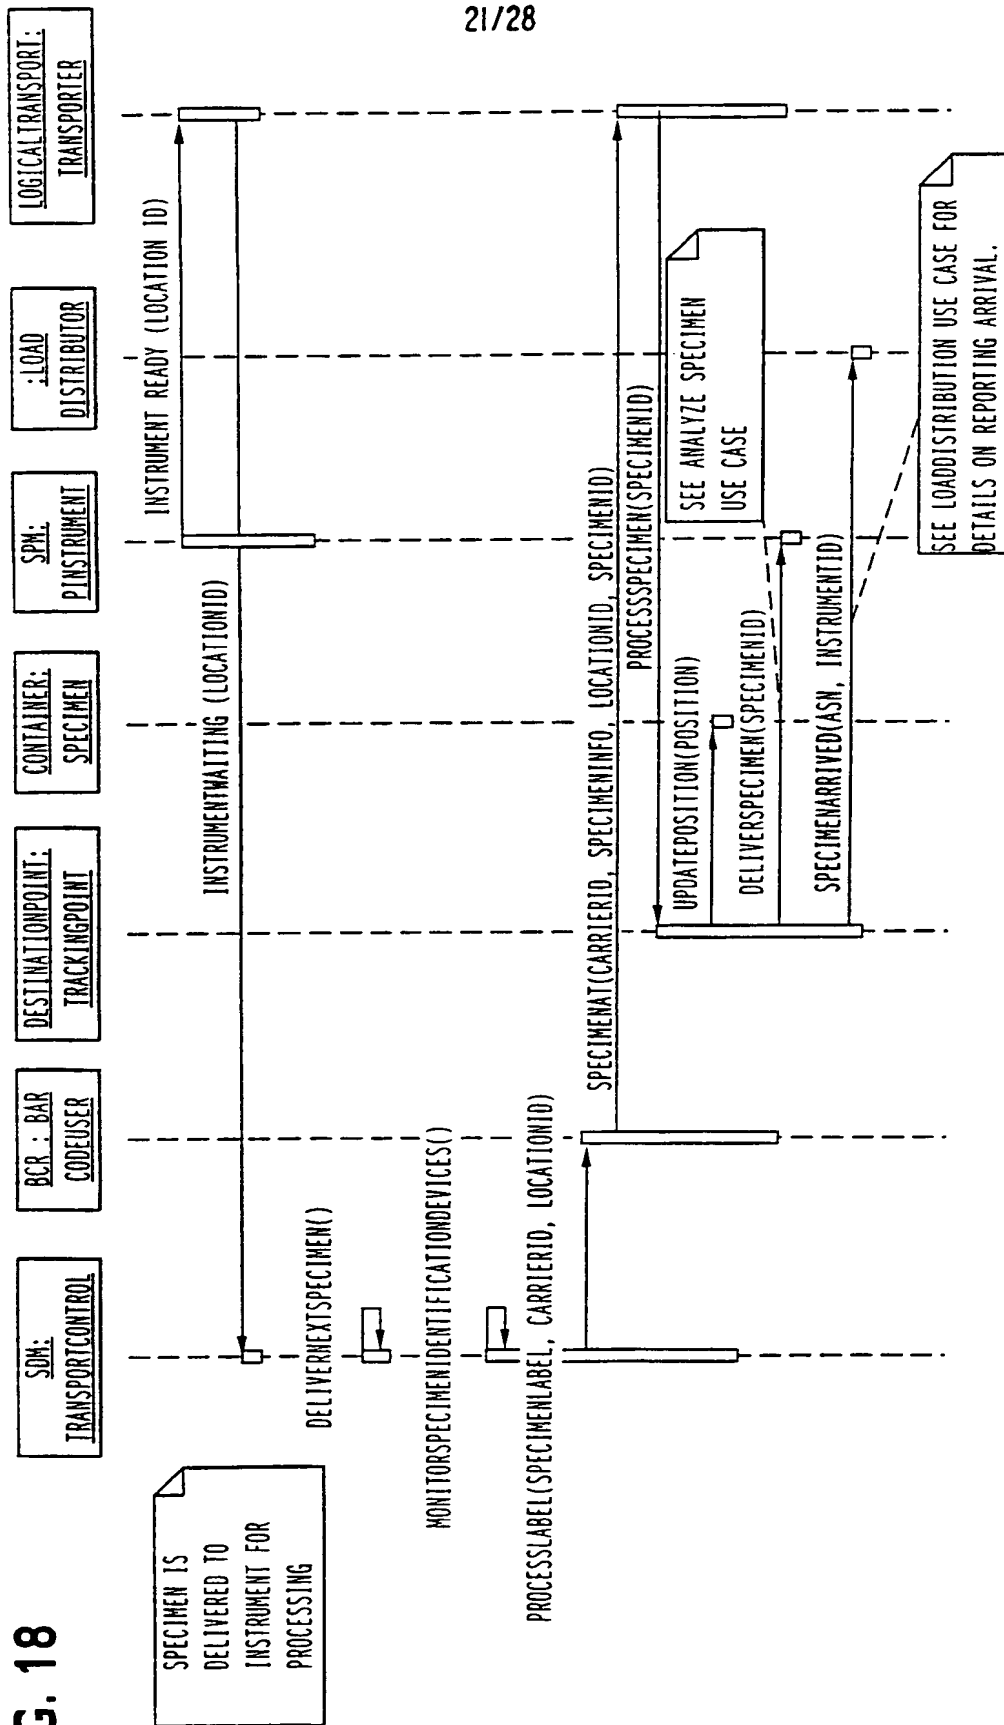 21/28
G. 18
SPECIMEN IS
DELIVERED TO
INSTRUMENT FOR
PROCESSING
SDM:
TRANSPORTCONTROL
BCR : BAR
CODEUSER
DESTINATIONPOINT:
TRACKINGPOINT
CONTAINER:
SPECIMEN
SPM:
PINSTRUMENT
:LOAD
DISTRIBUTOR
LOGICALTRANSPORT:
TRANSPORTER
INSTRUMENT READY (LOCATION ID)
INSTRUMENTWAITING (LOCATIONID)
DELIVERNEXTSPECIMEN()
MONITORSPECIMENIDENTIFICATIONDEVICES()
PROCESSLABEL(SPECIMENLABEL, CARRIERID, LOCATIONID)
SPECIMENAT(CARRIERID, SPECIMENINFO, LOCATIONID, SPECIMENID)
PROCESSSPECIMEN(SPECIMENID)
UPDATEPOSITION(POSITION)
SEE ANALYZE SPECIMEN
USE CASE
DELIVERSPECIMEN(SPECIMENID)
SPECIMENARRIVED(ASN, INSTRUMENTID)
SEE LOADDISTRIBUTION USE CASE FOR
DETAILS ON REPORTING ARRIVAL.